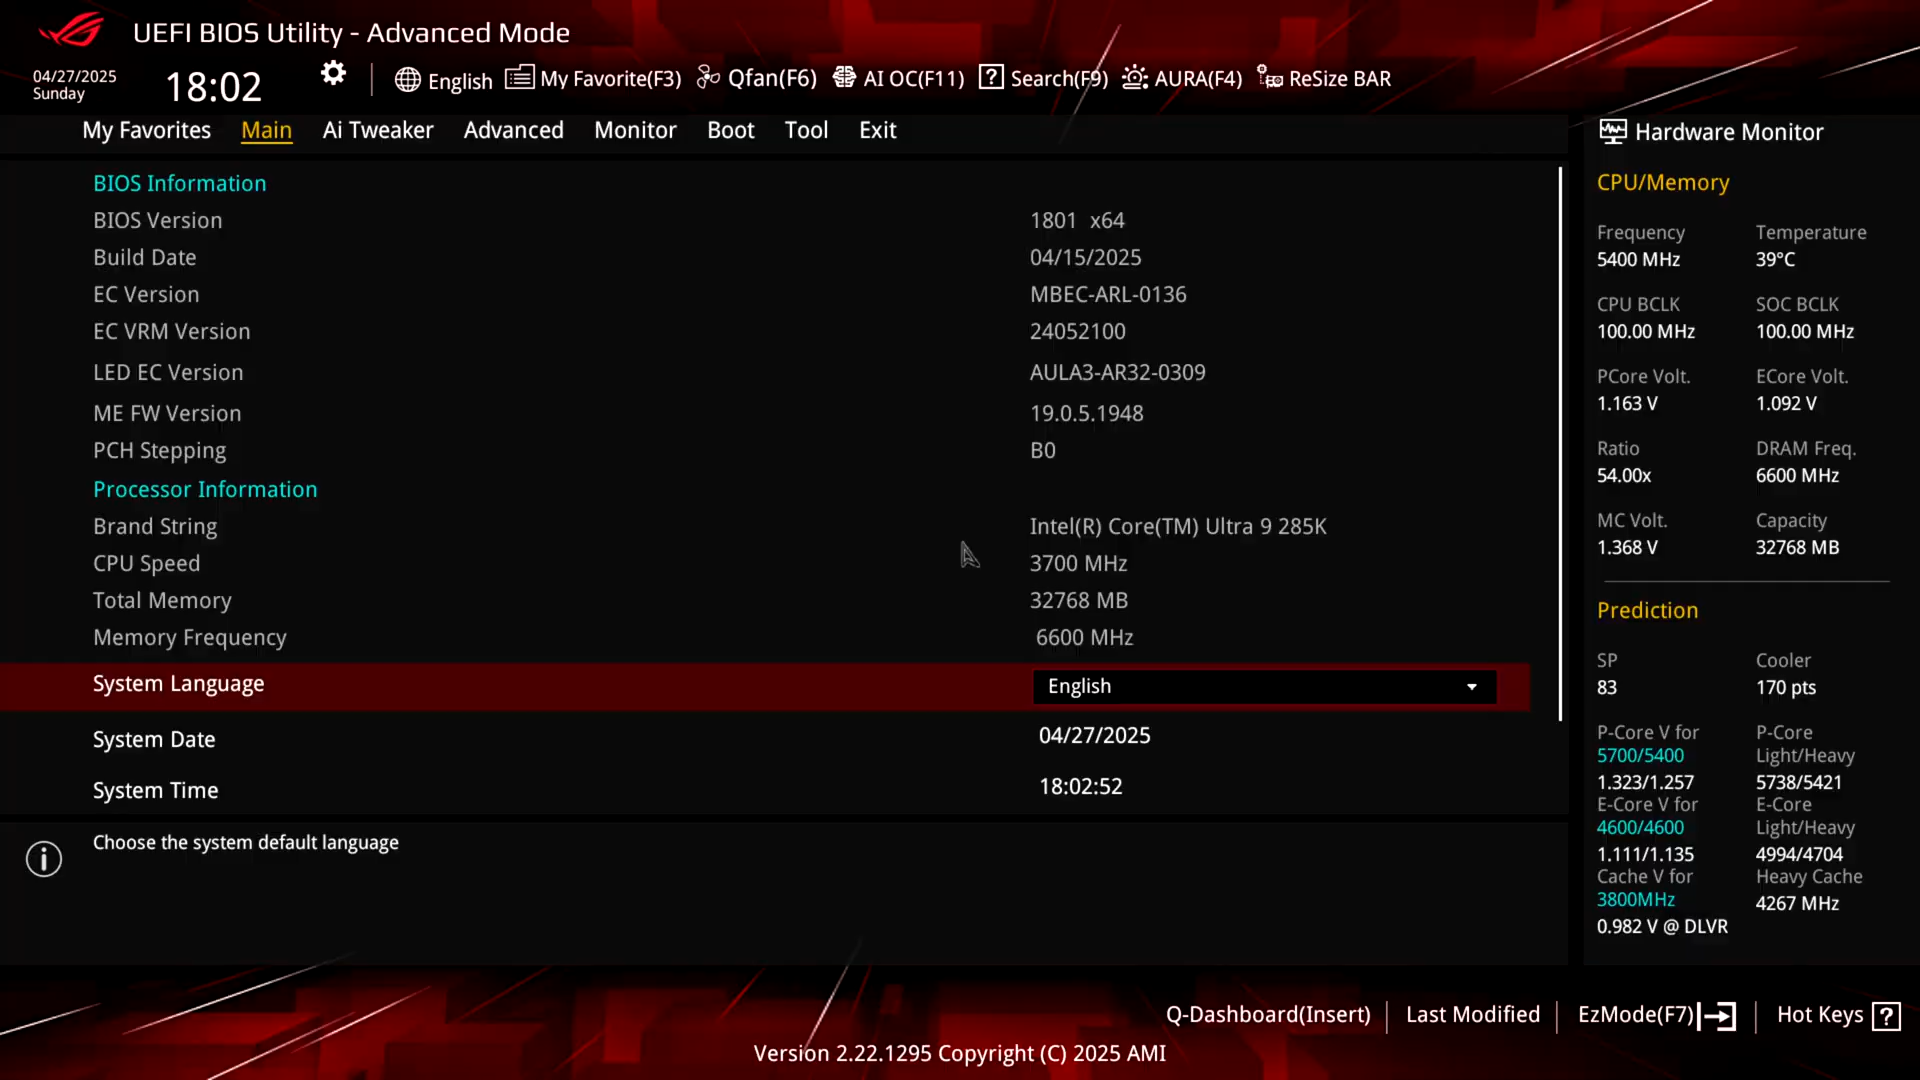 UEFI BIOS Utility - Advanced Mode
04/27/2025
Sunday
18:02
English
My Favorite(F3)
Qfan(F6)
AI OC(F11)
Search(F9)
AURA(F4)
ReSize BAR
My Favorites
Main
Ai Tweaker
Advanced
Monitor
Boot
Tool
Exit
BIOS Information
BIOS Version 1801 x64
Build Date 04/15/2025
EC Version MBEC-ARL-0136
EC VRM Version 24052100
LED EC Version AULA3-AR32-0309
ME FW Version 19.0.5.1948
PCH Stepping B0
Processor Information
Brand String Intel(R) Core(TM) Ultra 9 285K
CPU Speed 3700 MHz
Total Memory 32768 MB
Memory Frequency 6600 MHz
System Language English
System Date 04/27/2025
System Time 18:02:52
Choose the system default language
Hardware Monitor
CPU/Memory
Frequency Temperature
5400 MHz 39°C
CPU BCLK SOC BCLK
100.00 MHz 100.00 MHz
PCore Volt. ECore Volt.
1.163 V 1.092 V
Ratio DRAM Freq.
54.00x 6600 MHz
MC Volt. Capacity
1.368 V 32768 MB
Prediction
SP Cooler
83 170 pts
P-Core V for P-Core
5700/5400 Light/Heavy
1.323/1.257 5738/5421
E-Core V for E-Core
4600/4600 Light/Heavy
1.111/1.135 4994/4704
Cache V for Heavy Cache
3800MHz 4267 MHz
0.982 V @ DLVR
Q-Dashboard(Insert)
Last Modified
EzMode(F7)
Hot Keys ?
Version 2.22.1295 Copyright (C) 2025 AMI